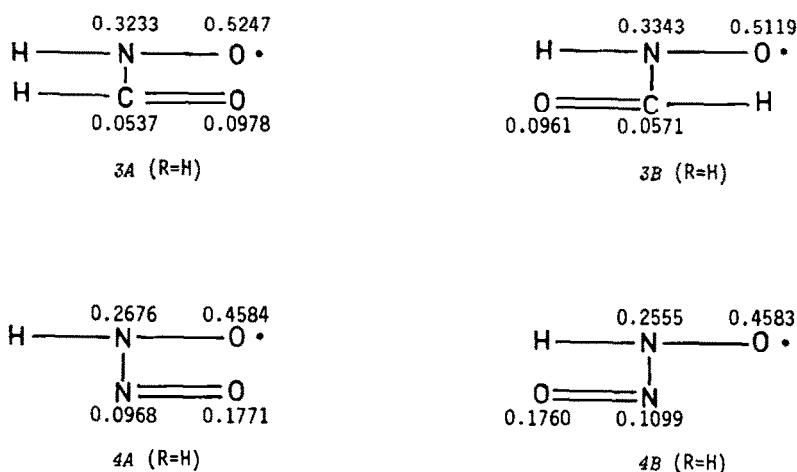 0.3233 0.5247
H N O •
H C O
0.0537 0.0978
3A (R=H)
0.3343 0.5119
H N O •
O C H
0.0961 0.0571
3B (R=H)
0.2676 0.4584
H N O •
N O
0.0968 0.1771
4A (R=H)
0.2555 0.4583
H N O •
O N
0.1760 0.1099
4B (R=H)